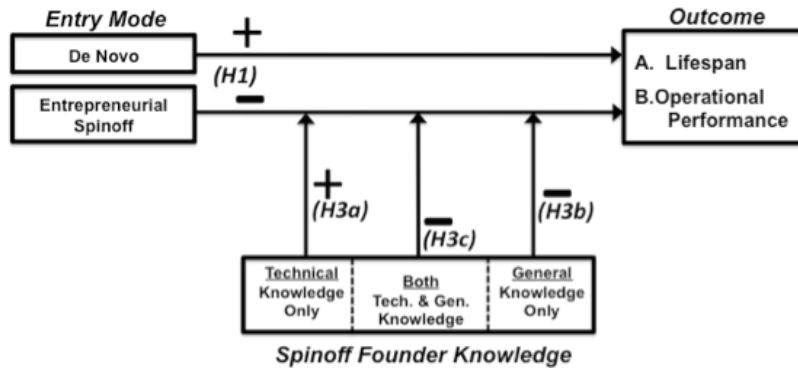 Entry Mode
Outcome
De Novo
+
(H1)
A. Lifespan
B.Operational
Performance
Entrepreneurial
Spinoff
−
+
(H3a)
−
(H3c)
−
(H3b)
Technical
Knowledge
Only
Both
Tech. & Gen.
Knowledge
General
Knowledge
Only
Spinoff Founder Knowledge